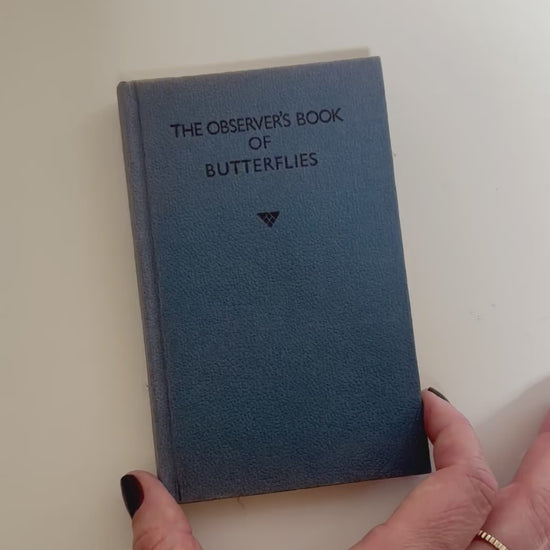 THE OBSERVER'S BOOK
OF
BUTTERFLIES